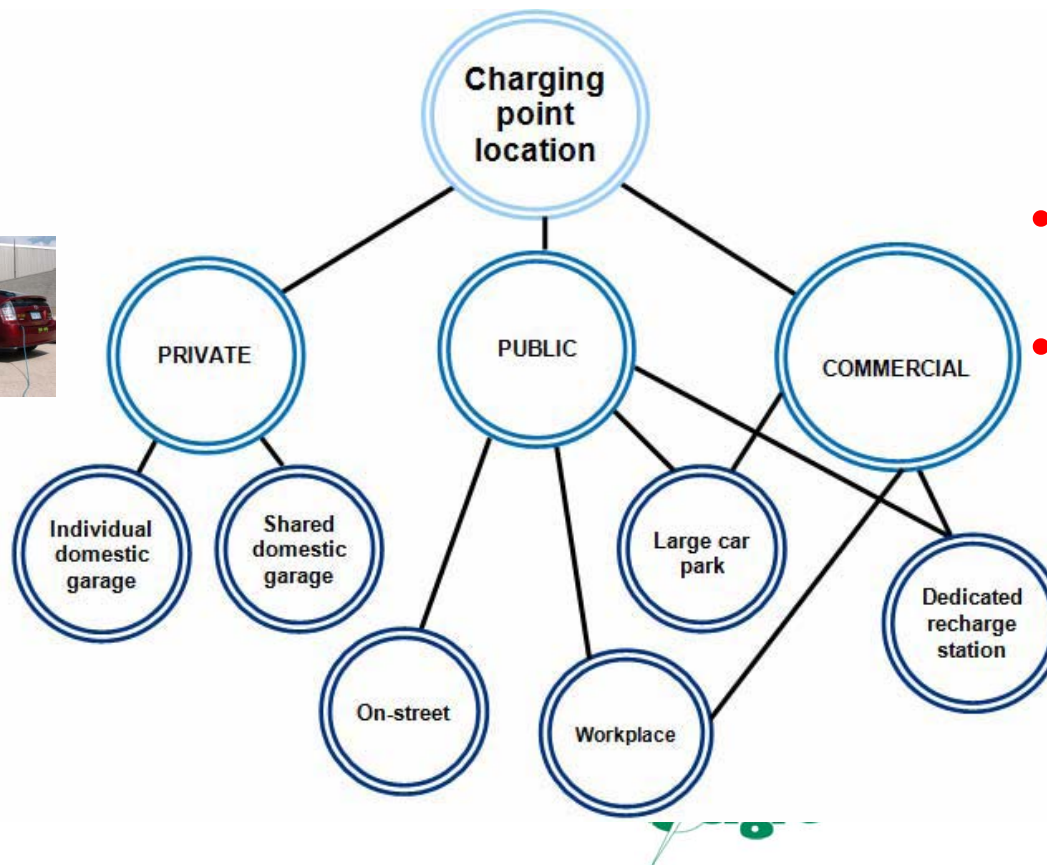 Charging
point
location
PRIVATE
PUBLIC
COMMERCIAL
Individual
domestic
garage
Shared
domestic
garage
Large car
park
Dedicated
recharge
station
On-street
Workplace